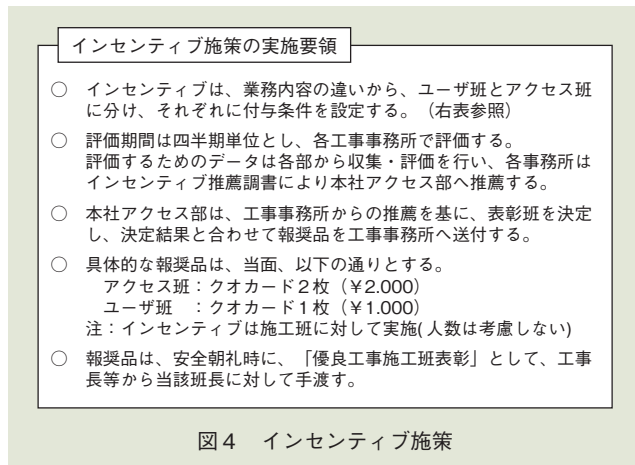 インセンティブ施策の実施要領
○ インセンティブは、業務内容の違いから、ユーザ班とアクセス班
に分け、それぞれに付与条件を設定する。（右表参照）
○ 評価期間は四半期単位とし、各工事事務所で評価する。
評価するためのデータは各部から収集・評価を行い、各事務所は
インセンティブ推薦調書により本社アクセス部へ推薦する。
○ 本社アクセス部は、工事事務所からの推薦を基に、表彰班を決定
し、決定結果と合わせて報奨品を工事事務所へ送付する。
○ 具体的な報奨品は、当面、以下の通りとする。
アクセス班：クオカード２枚（¥2.000）
ユーザ班　：クオカード１枚（¥1.000）
注：インセンティブは施工班に対して実施(人数は考慮しない)
○ 報奨品は、安全朝礼時に、「優良工事施工班表彰」として、工事
長等から当該班長に対して手渡す。
図４　インセンティブ施策